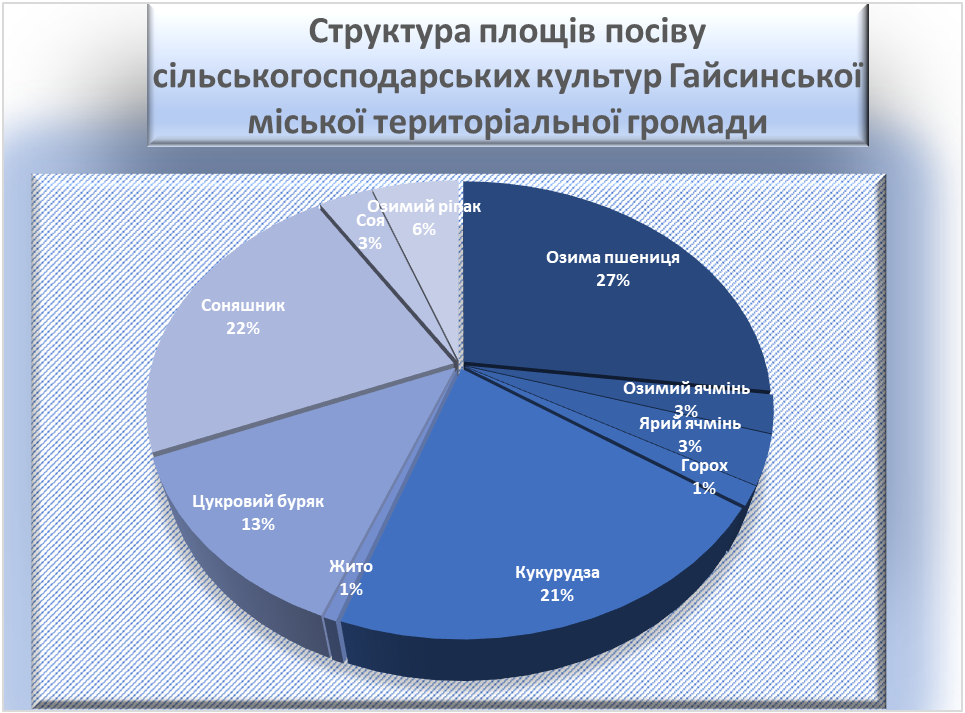 Структура площів посіву
сільськогосподарських культур Гайсинської
міської територіальної громади
Озимий ріпак
6%
Соя
3%
Озима пшениця
27%
Соняшник
22%
Озимий ячмінь
3%
Ярий ячмінь
3%
Горох
1%
Цукровий буряк
13%
Жито
1%
Кукурудза
21%